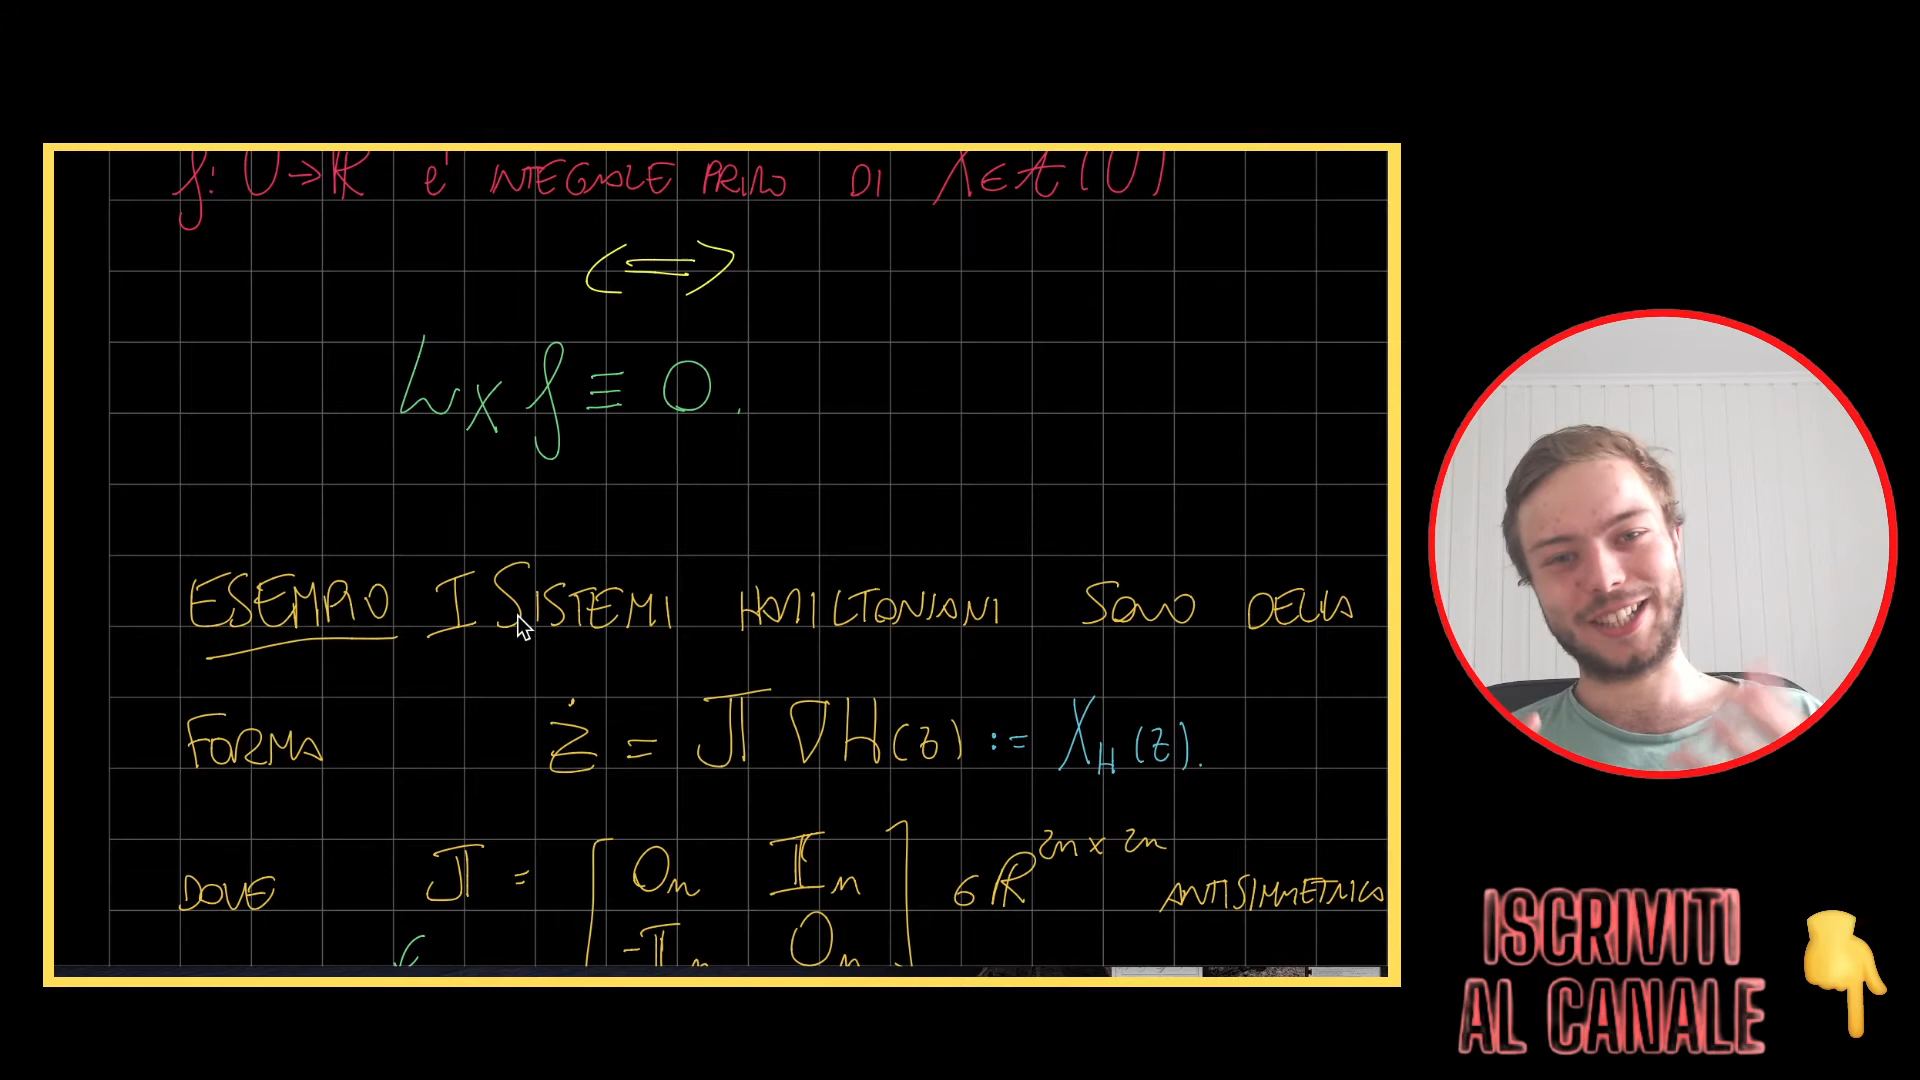 f: U → ℝ è INTEGRALE PRIMO DI X ∈ 𝒳(U)
⟺
L_X f ≡ 0.
ESEMPIO I SISTEMI HAMILTONIANI SONO DELLA
FORMA ż = 𝕁 ∇H(z) := X_H(z).
DOVE 𝕁 = [ 0_n 𝕀_n ] ∈ ℝ^{2n×2n} ANTISIMMETRICA
-𝕀_n 0_n
ISCRIVITI
AL CANALE